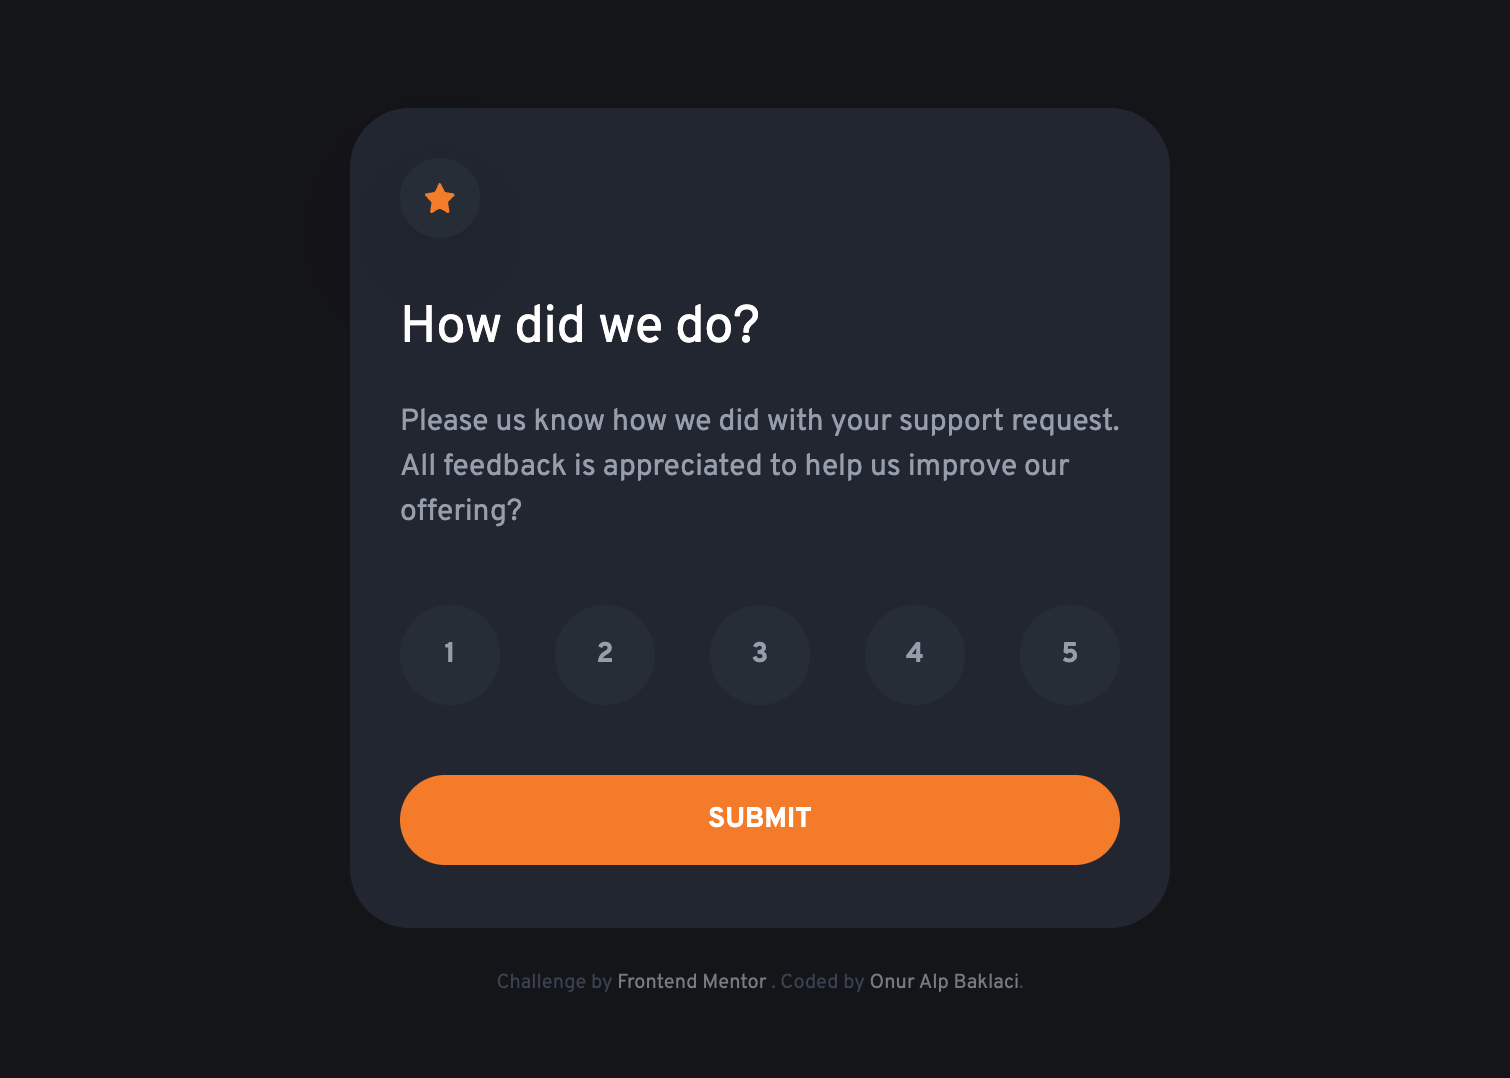 How did we do?
Please us know how we did with your support request.
All feedback is appreciated to help us improve our
offering?
1 2 3 4 5
SUBMIT
Challenge by Frontend Mentor . Coded by Onur Alp Baklaci.